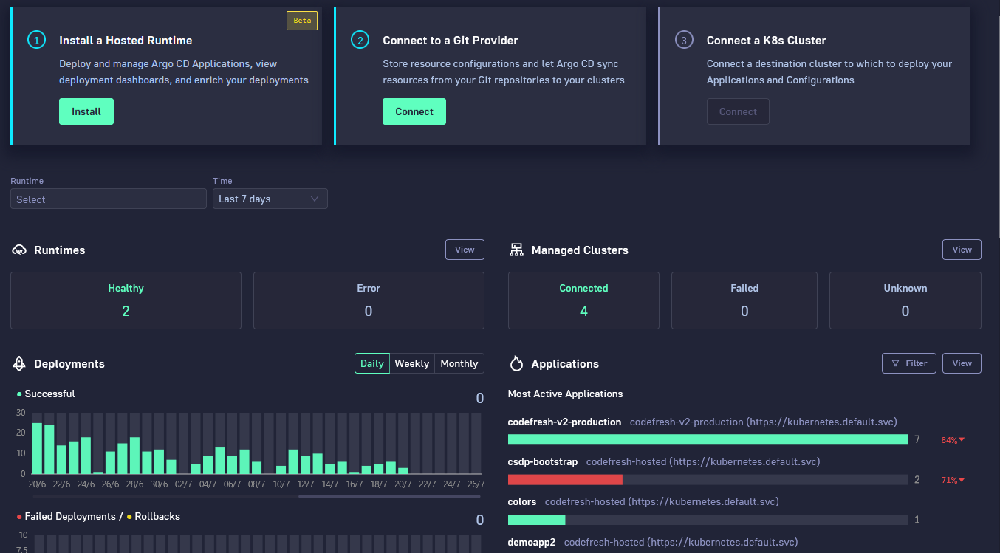 Beta
1
Install a Hosted Runtime
Deploy and manage Argo CD Applications, view
deployment dashboards, and enrich your deployments
Install
2
Connect to a Git Provider
Store resource configurations and let Argo CD sync
resources from your Git repositories to your clusters
Connect
3
Connect a K8s Cluster
Connect a destination cluster to which to deploy your
Applications and Configurations
Connect
Runtime
Select
Time
Last 7 days
Runtimes
View
Healthy
2
Error
0
Managed Clusters
View
Connected
4
Failed
0
Unknown
0
Deployments
Daily
Weekly
Monthly
Successful
0
30
20
10
0
20/6 22/6 24/6 26/6 28/6 30/6 02/7 04/7 06/7 08/7 10/7 12/7 14/7 16/7 18/7 20/7 22/7 24/7 26/7
Failed Deployments / Rollbacks
0
10
7.5
Applications
Filter
View
Most Active Applications
codefresh-v2-production codefresh-v2-production (https://kubernetes.default.svc)
7 84%
csdp-bootstrap codefresh-hosted (https://kubernetes.default.svc)
2 71%
colors codefresh-hosted (https://kubernetes.default.svc)
1
demoapp2 codefresh-hosted (https://kubernetes.default.svc)